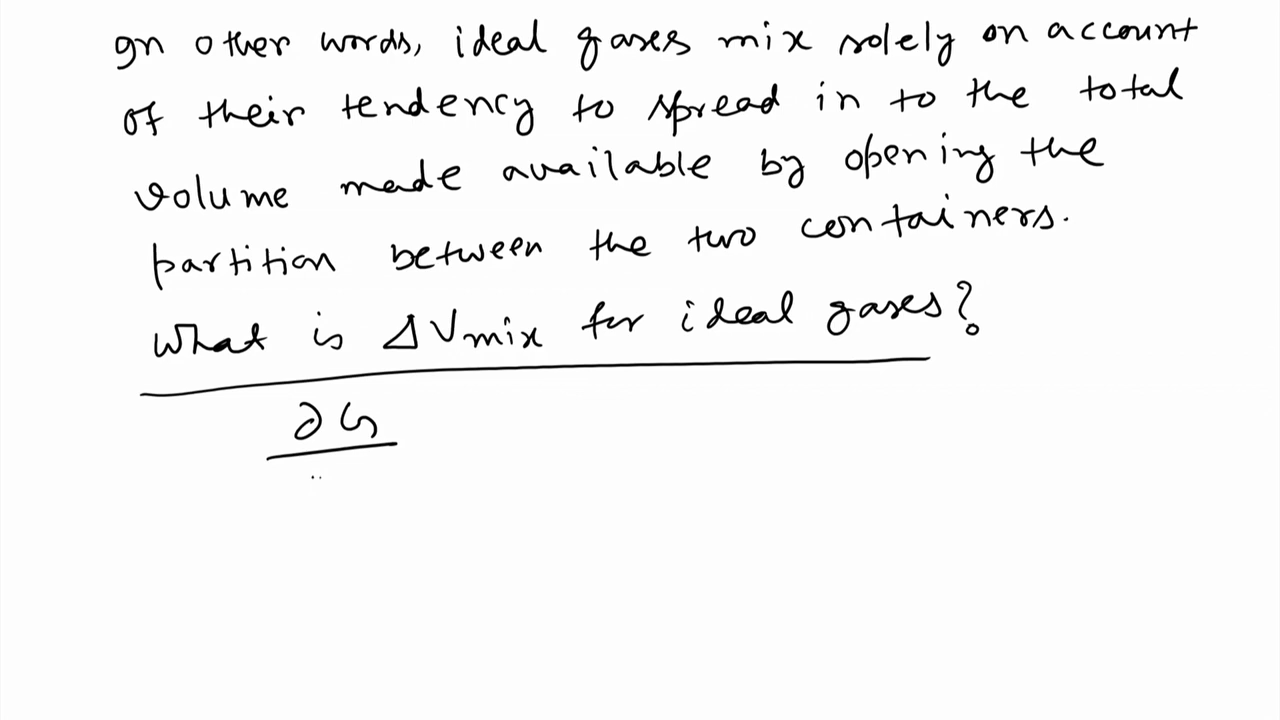 In other words, ideal gases mix solely on account
of their tendency to spread in to the total
volume made available by opening the
partition between the two containers.
What is ΔVmix for ideal gases?
∂G